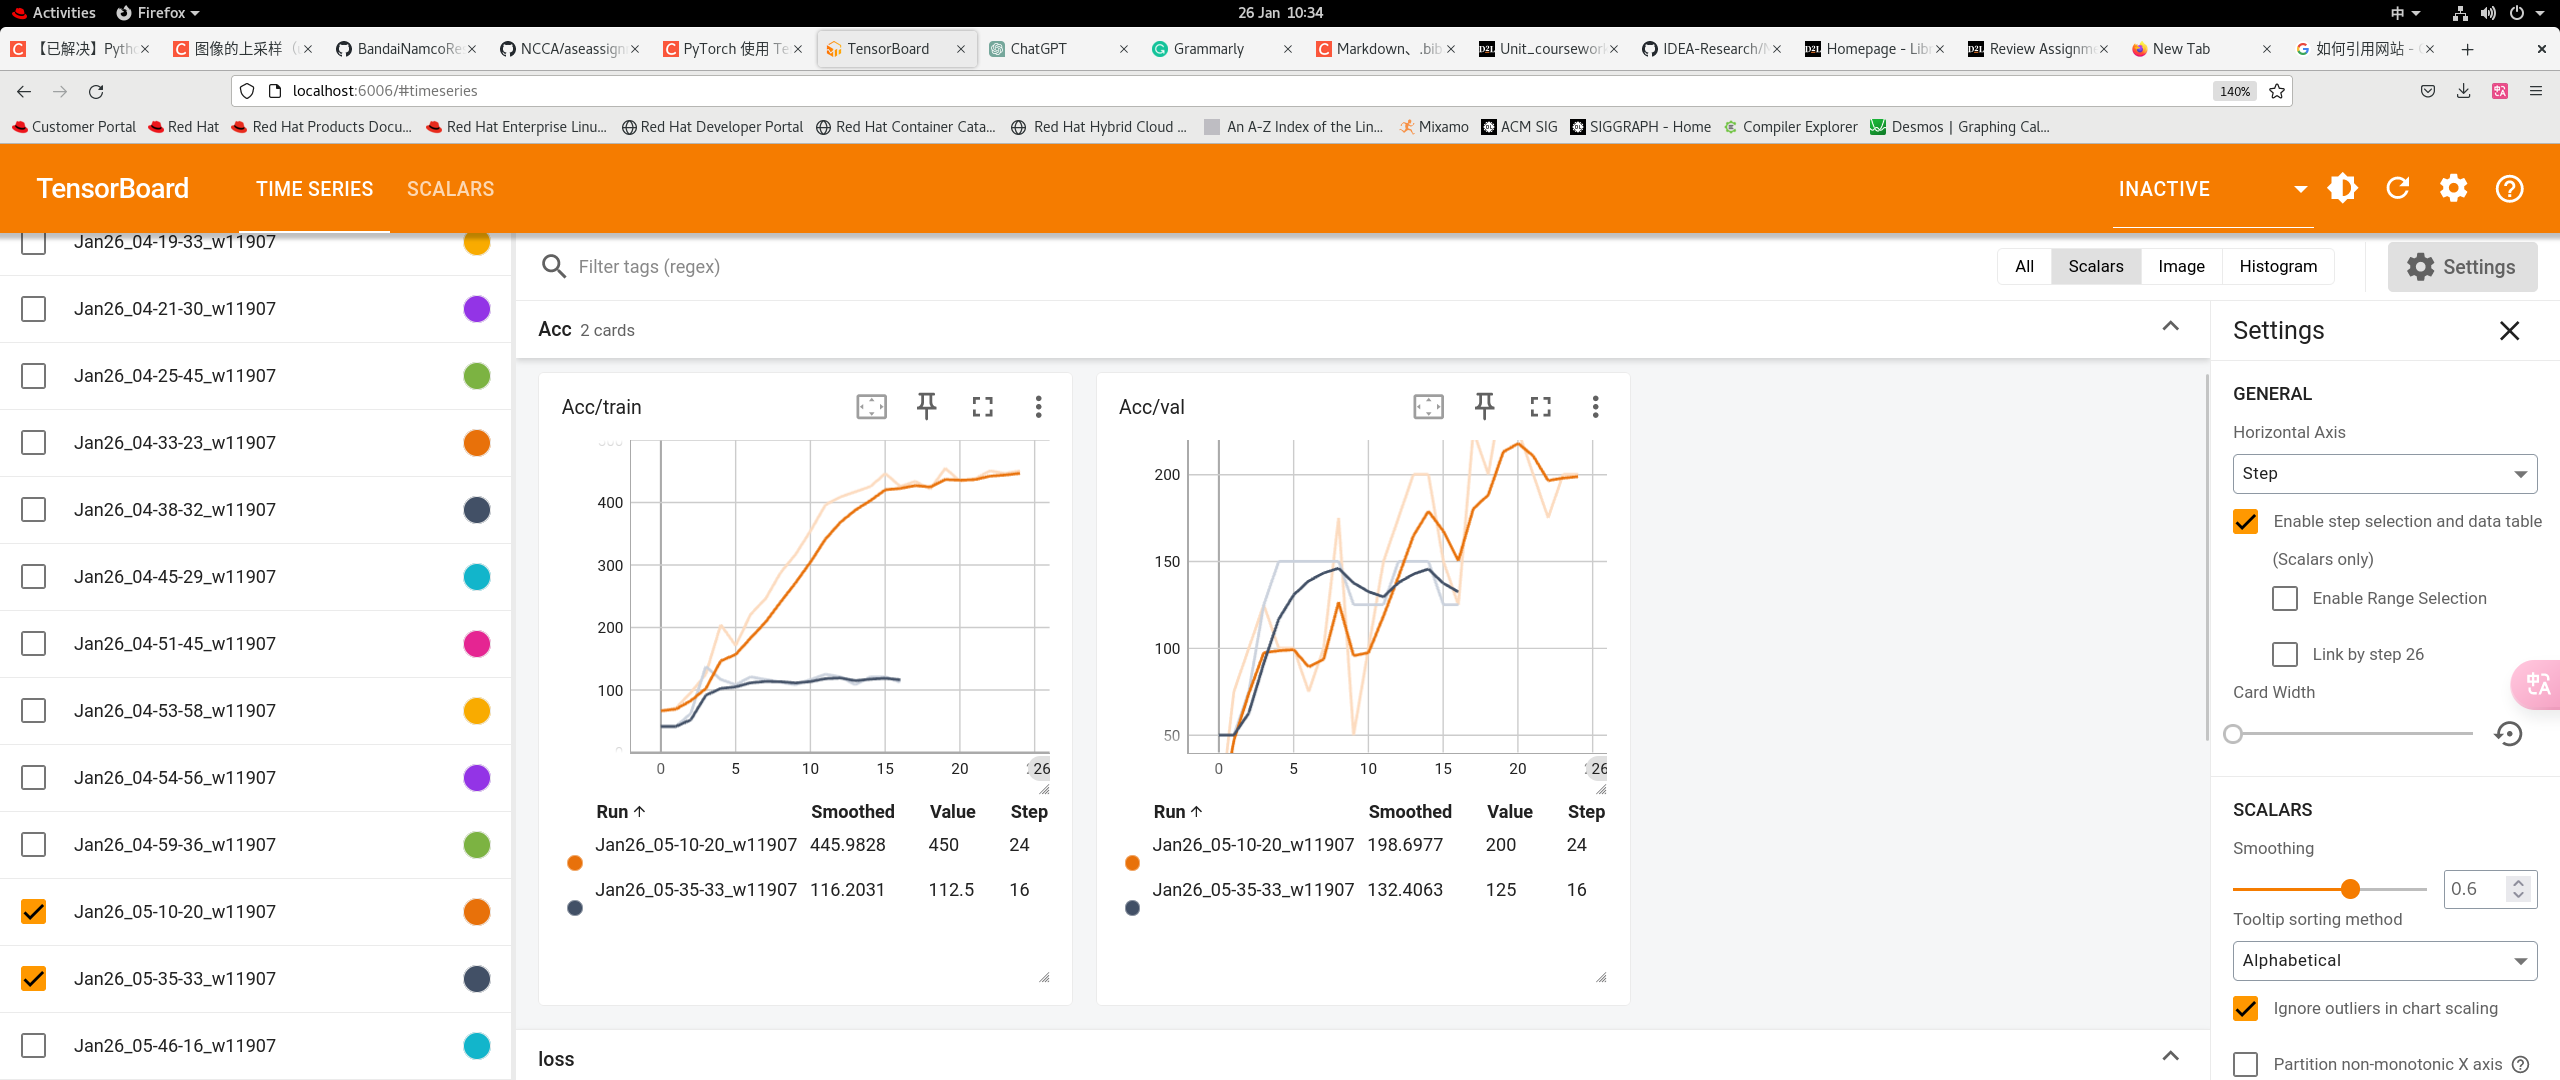 Activities Firefox 26 Jan 10:34 中
【已解决】Pytho 图像的上采样（ BandaiNamcoRes NCCA/aseassign PyTorch 使用 Te TensorBoard ChatGPT Grammarly Markdown、.bib Unit_coursework IDEA-Research/ Homepage - Libr Review Assignme New Tab 如何引用网站 -
localhost:6006/#timeseries 140%
Customer Portal Red Hat Red Hat Products Docu... Red Hat Enterprise Linu... Red Hat Developer Portal Red Hat Container Cata... Red Hat Hybrid Cloud ... An A-Z Index of the Lin... Mixamo ACM SIG SIGGRAPH - Home Compiler Explorer Desmos | Graphing Cal...
TensorBoard TIME SERIES SCALARS INACTIVE
Jan26_04-19-33_w11907
Jan26_04-21-30_w11907
Jan26_04-25-45_w11907
Jan26_04-33-23_w11907
Jan26_04-38-32_w11907
Jan26_04-45-29_w11907
Jan26_04-51-45_w11907
Jan26_04-53-58_w11907
Jan26_04-54-56_w11907
Jan26_04-59-36_w11907
Jan26_05-10-20_w11907
Jan26_05-35-33_w11907
Jan26_05-46-16_w11907
Filter tags (regex) All Scalars Image Histogram Settings
Acc 2 cards
Acc/train
400
300
200
100
0 5 10 15 20 26
Run Smoothed Value Step
Jan26_05-10-20_w11907 445.9828 450 24
Jan26_05-35-33_w11907 116.2031 112.5 16
Acc/val
200
150
100
50
0 5 10 15 20 26
Run Smoothed Value Step
Jan26_05-10-20_w11907 198.6977 200 24
Jan26_05-35-33_w11907 132.4063 125 16
loss
Settings
GENERAL
Horizontal Axis
Step
Enable step selection and data table
(Scalars only)
Enable Range Selection
Link by step 26
Card Width
SCALARS
Smoothing
0.6
Tooltip sorting method
Alphabetical
Ignore outliers in chart scaling
Partition non-monotonic X axis